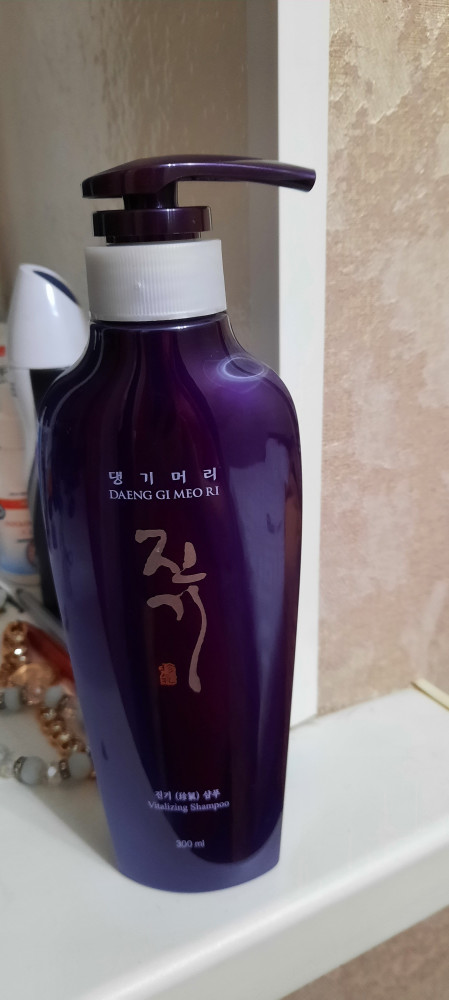 댕기머리
DAENG GI MEO RI
진기
진기 (珍氣) 샴푸
Vitalizing Shampoo
300 ml